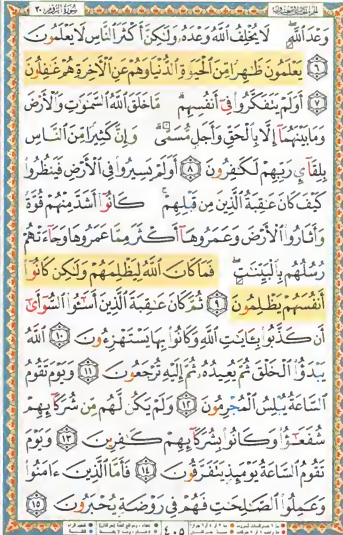 سورة الروم ٣٠
وَعْدَ ٱللَّهِ ۖ لَا يُخْلِفُ ٱللَّهُ وَعْدَهُۥ وَلَٰكِنَّ أَكْثَرَ ٱلنَّاسِ لَا يَعْلَمُونَ
٦ يَعْلَمُونَ ظَٰهِرًا مِّنَ ٱلْحَيَوٰةِ ٱلدُّنْيَا وَهُمْ عَنِ ٱلْءَاخِرَةِ هُمْ غَٰفِلُونَ
٧ أَوَلَمْ يَتَفَكَّرُوا۟ فِىٓ أَنفُسِهِم ۗ مَّا خَلَقَ ٱللَّهُ ٱلسَّمَٰوَٰتِ وَٱلْأَرْضَ
وَمَا بَيْنَهُمَآ إِلَّا بِٱلْحَقِّ وَأَجَلٍ مُّسَمًّى ۗ وَإِنَّ كَثِيرًا مِّنَ ٱلنَّاسِ
بِلِقَآئِ رَبِّهِمْ لَكَٰفِرُونَ ٨ أَوَلَمْ يَسِيرُوا۟ فِى ٱلْأَرْضِ فَيَنظُرُوا۟
كَيْفَ كَانَ عَٰقِبَةُ ٱلَّذِينَ مِن قَبْلِهِمْ ۚ كَانُوٓا۟ أَشَدَّ مِنْهُمْ قُوَّةً
وَأَثَارُوا۟ ٱلْأَرْضَ وَعَمَرُوهَآ أَكْثَرَ مِمَّا عَمَرُوهَا وَجَآءَتْهُمْ
رُسُلُهُم بِٱلْبَيِّنَٰتِ ۖ فَمَا كَانَ ٱللَّهُ لِيَظْلِمَهُمْ وَلَٰكِن كَانُوٓا۟
أَنفُسَهُمْ يَظْلِمُونَ ٩ ثُمَّ كَانَ عَٰقِبَةَ ٱلَّذِينَ أَسَٰٓـُٔوا۟ ٱلسُّوٓأَىٰٓ
أَن كَذَّبُوا۟ بِـَٔايَٰتِ ٱللَّهِ وَكَانُوا۟ بِهَا يَسْتَهْزِءُونَ ١٠ ٱللَّهُ
يَبْدَؤُا۟ ٱلْخَلْقَ ثُمَّ يُعِيدُهُۥ ثُمَّ إِلَيْهِ تُرْجَعُونَ ١١ وَيَوْمَ تَقُومُ
ٱلسَّاعَةُ يُبْلِسُ ٱلْمُجْرِمُونَ ١٢ وَلَمْ يَكُن لَّهُم مِّن شُرَكَآئِهِمْ
شُفَعَٰٓؤُا۟ وَكَانُوا۟ بِشُرَكَآئِهِمْ كَٰفِرِينَ ١٣ وَيَوْمَ
تَقُومُ ٱلسَّاعَةُ يَوْمَئِذٍ يَتَفَرَّقُونَ ١٤ فَأَمَّا ٱلَّذِينَ ءَامَنُوا۟
وَعَمِلُوا۟ ٱلصَّٰلِحَٰتِ فَهُمْ فِى رَوْضَةٍ يُحْبَرُونَ ١٥
٤٠٥